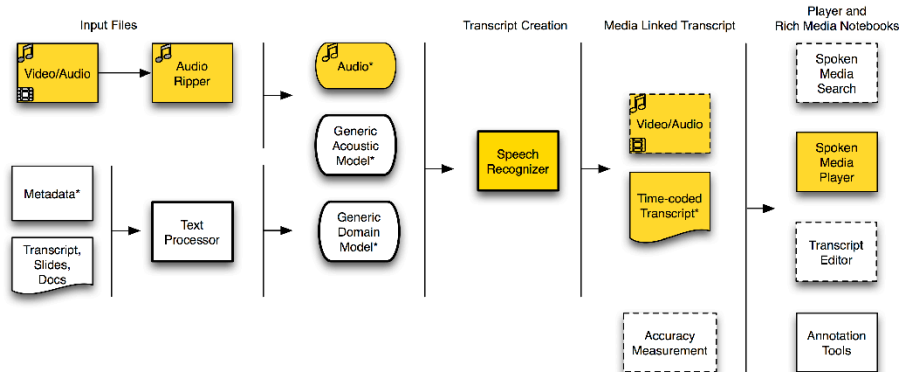 Input Files
Transcript Creation
Media Linked Transcript
Player and
Rich Media Notebooks
Video/Audio
Audio
Ripper
Metadata*
Transcript,
Slides,
Docs
Text
Processor
Audio*
Generic
Acoustic
Model*
Generic
Domain
Model*
Speech
Recognizer
Video/Audio
Time-coded
Transcript*
Accuracy
Measurement
Spoken
Media
Search
Spoken
Media
Player
Transcript
Editor
Annotation
Tools